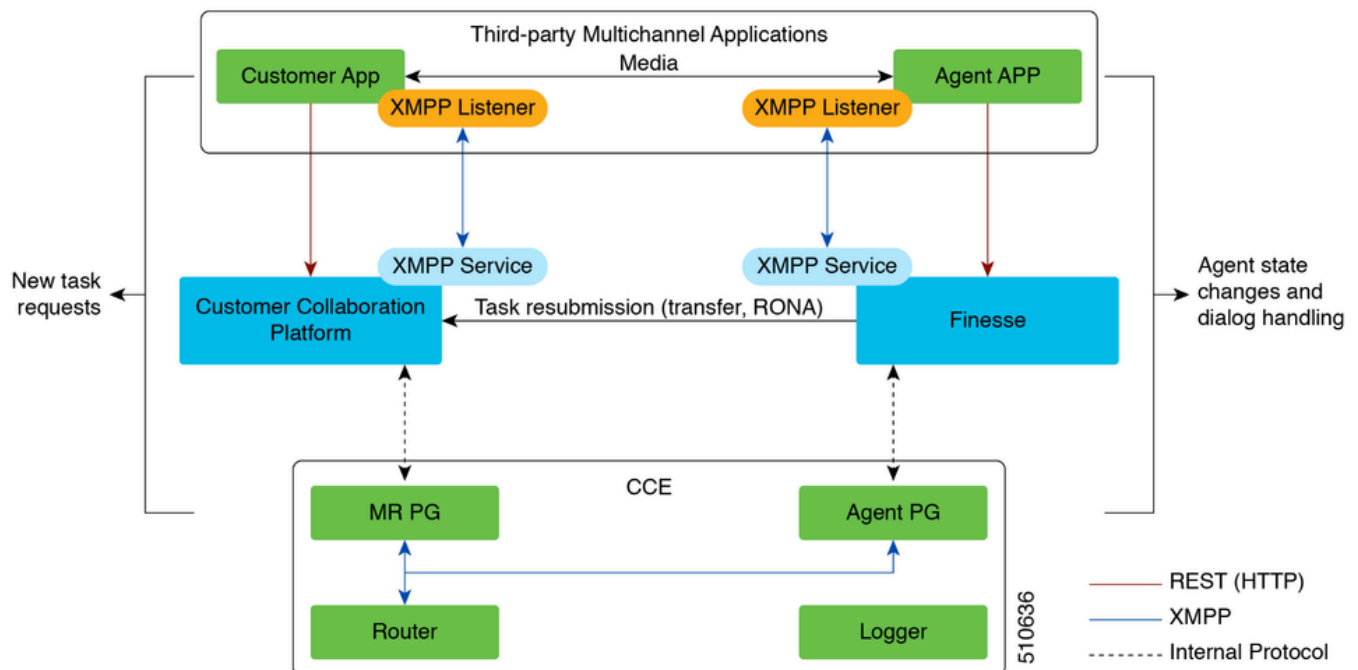 Third-party Multichannel Applications
Customer App
Media
Agent APP
XMPP Listener
XMPP Listener
XMPP Service
XMPP Service
New task
requests
Customer Collaboration
Platform
Task resubmission (transfer, RONA)
Finesse
Agent state
changes and
dialog handling
CCE
MR PG
Agent PG
Router
Logger
510636
REST (HTTP)
XMPP
Internal Protocol